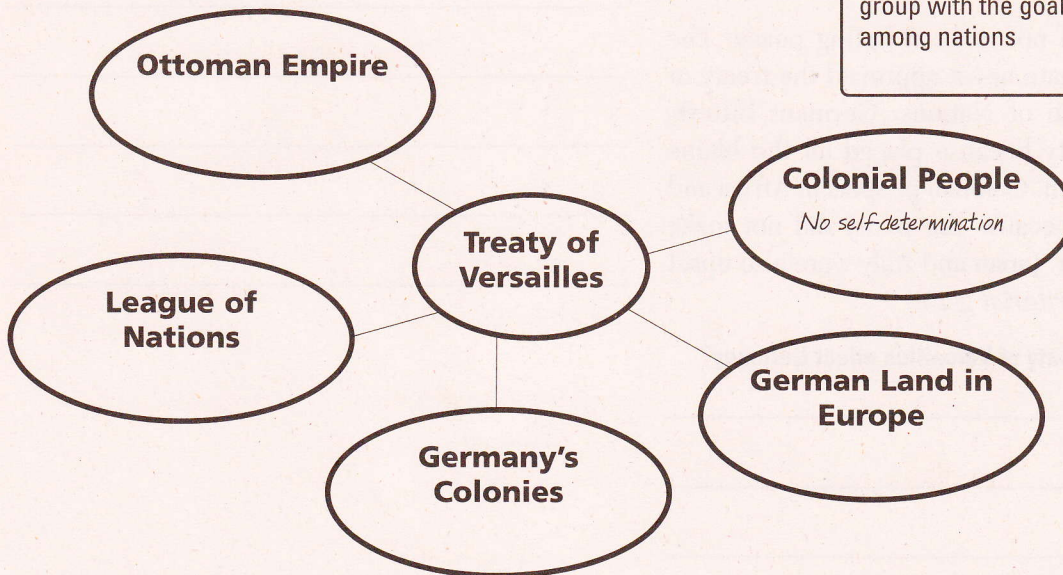 group with the goal
among nations
Ottoman Empire
Colonial People
No self-determination
Treaty of
Versailles
League of
Nations
German Land in
Europe
Germany's
Colonies